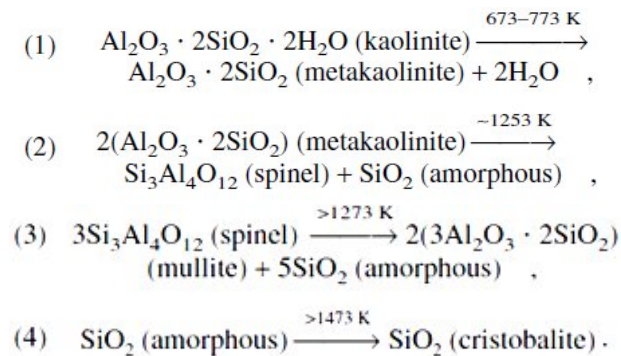 673–773 K
(1) Al₂O₃ · 2SiO₂ · 2H₂O (kaolinite) ⟶
Al₂O₃ · 2SiO₂ (metakaolinite) + 2H₂O ,
~1253 K
(2) 2(Al₂O₃ · 2SiO₂) (metakaolinite) ⟶
Si₃Al₄O₁₂ (spinel) + SiO₂ (amorphous) ,
>1273 K
(3) 3Si₃Al₄O₁₂ (spinel) ⟶ 2(3Al₂O₃ · 2SiO₂)
(mullite) + 5SiO₂ (amorphous) ,
>1473 K
(4) SiO₂ (amorphous) ⟶ SiO₂ (cristobalite) .